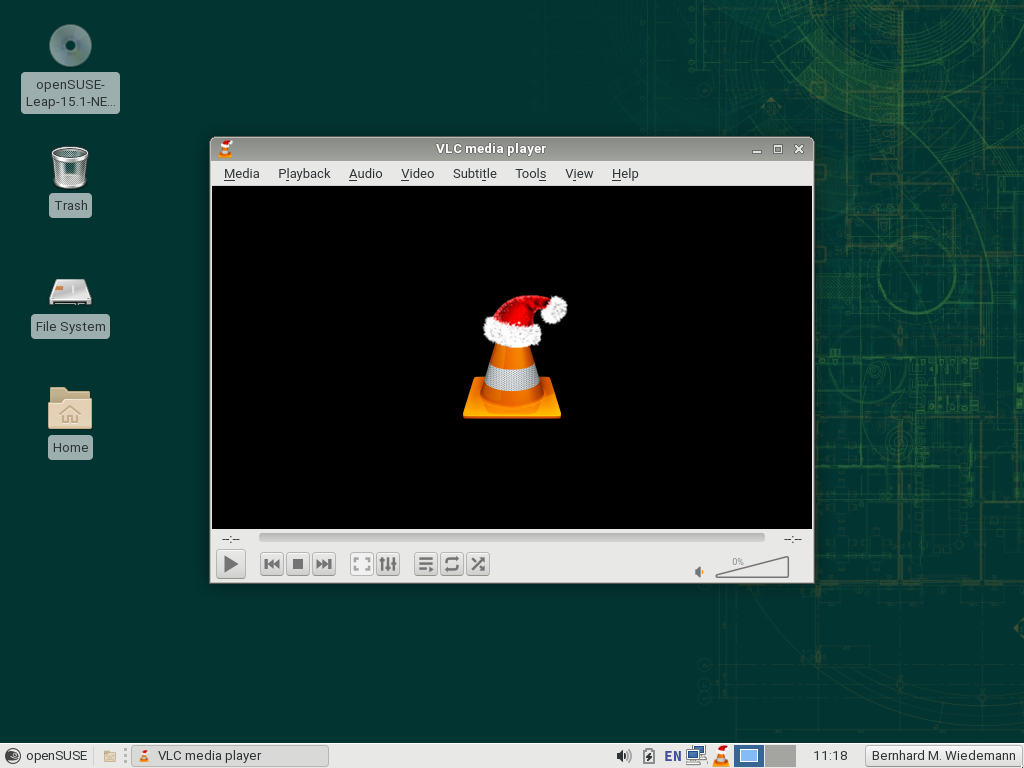 openSUSE-
Leap-15.1-NE...
Trash
File System
Home
VLC media player
Media Playback Audio Video Subtitle Tools View Help
--:-- --:--
0%
openSUSE VLC media player EN 11:18 Bernhard M. Wiedemann